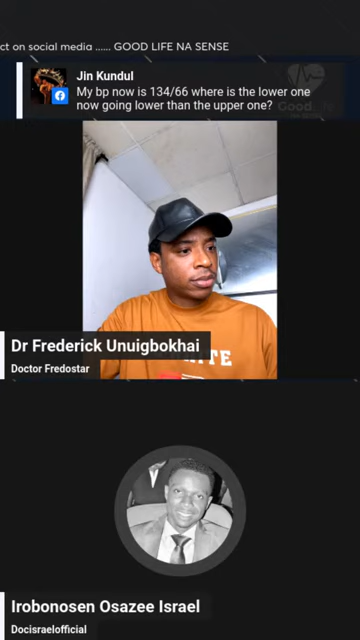 ct on social media ...... GOOD LIFE NA SENSE
Jin Kundul
My bp now is 134/66 where is the lower one
now going lower than the upper one?
Dr Frederick Unuigbokhai
Doctor Fredostar
Irobonosen Osazee Israel
Docisraelofficial